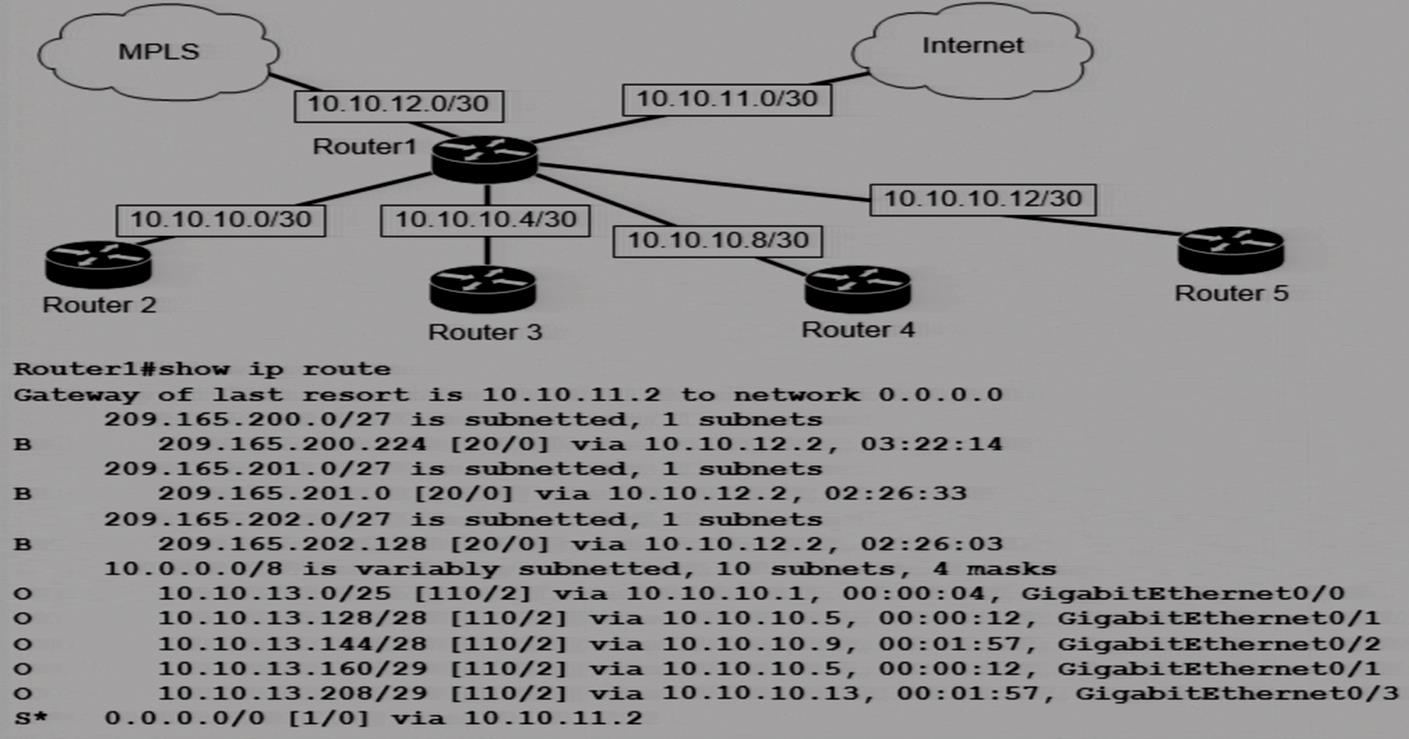 MPLS
Internet
10.10.12.0/30
10.10.11.0/30
Router1
10.10.10.12/30
10.10.10.0/30
10.10.10.4/30
10.10.10.8/30
Router 2
Router 3
Router 4
Router 5
Router1#show ip route
Gateway of last resort is 10.10.11.2 to network 0.0.0.0
209.165.200.0/27 is subnetted, 1 subnets
B 209.165.200.224 [20/0] via 10.10.12.2, 03:22:14
209.165.201.0/27 is subnetted, 1 subnets
B 209.165.201.0 [20/0] via 10.10.12.2, 02:26:33
209.165.202.0/27 is subnetted, 1 subnets
B 209.165.202.128 [20/0] via 10.10.12.2, 02:26:03
10.0.0.0/8 is variably subnetted, 10 subnets, 4 masks
O 10.10.13.0/25 [110/2] via 10.10.10.1, 00:00:04, GigabitEthernet0/0
O 10.10.13.128/28 [110/2] via 10.10.10.5, 00:00:12, GigabitEthernet0/1
O 10.10.13.144/28 [110/2] via 10.10.10.9, 00:01:57, GigabitEthernet0/2
O 10.10.13.160/29 [110/2] via 10.10.10.5, 00:00:12, GigabitEthernet0/1
O 10.10.13.208/29 [110/2] via 10.10.10.13, 00:01:57, GigabitEthernet0/3
S* 0.0.0.0/0 [1/0] via 10.10.11.2